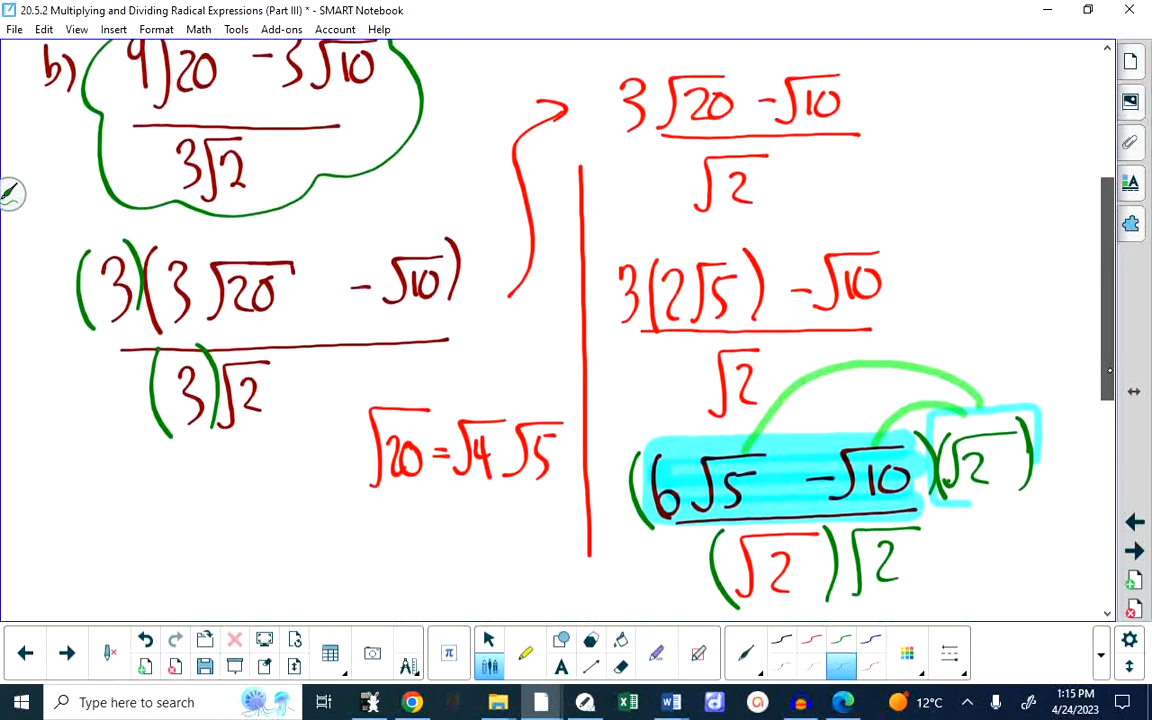 20.5.2 Multiplying and Dividing Radical Expressions (Part III) * - SMART Notebook
File Edit View Insert Format Math Tools Add-ons Account Help
b) 9√20 - 3√10
3√2
(3)(3√20 - √10)
(3)√2
√20 = √4 √5
3√20 - √10
√2
3(2√5) - √10
√2
(6√5 - √10)(√2)
(√2)√2
π
A
Type here to search
12°C
1:15 PM
4/24/2023